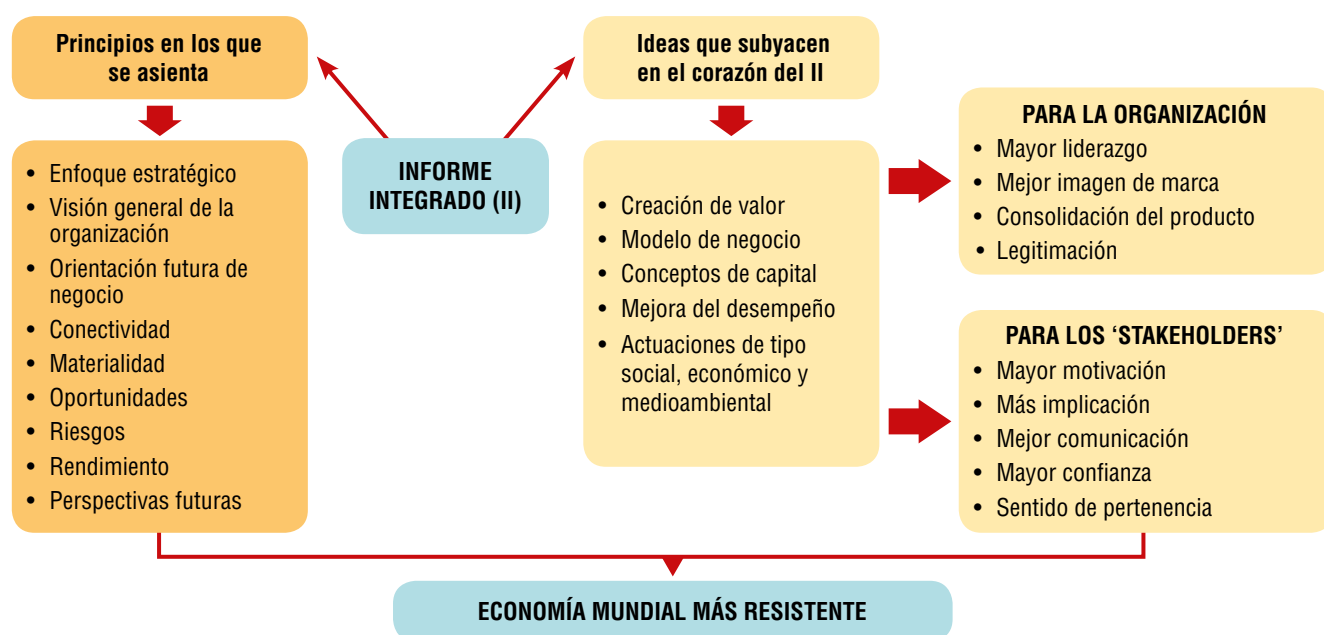 Principios en los que
se asienta
• Enfoque estratégico
• Visión general de la
organización
• Orientación futura de
negocio
• Conectividad
• Materialidad
• Oportunidades
• Riesgos
• Rendimiento
• Perspectivas futuras
INFORME
INTEGRADO (II)
Ideas que subyacen
en el corazón del II
• Creación de valor
• Modelo de negocio
• Conceptos de capital
• Mejora del desempeño
• Actuaciones de tipo
social, económico y
medioambiental
PARA LA ORGANIZACIÓN
• Mayor liderazgo
• Mejor imagen de marca
• Consolidación del producto
• Legitimación
PARA LOS ‘STAKEHOLDERS’
• Mayor motivación
• Más implicación
• Mejor comunicación
• Mayor confianza
• Sentido de pertenencia
ECONOMÍA MUNDIAL MÁS RESISTENTE